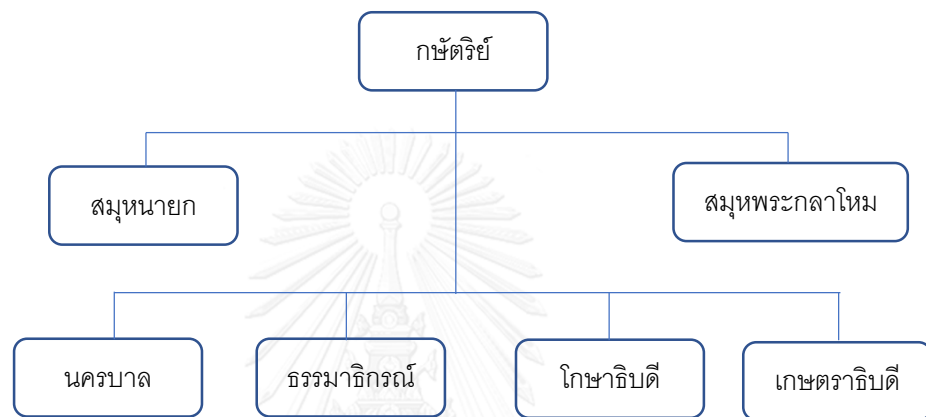 กษัตริย์
สมุหนายก
สมุหพระกลาโหม
นครบาล
ธรรมาธิกรณ์
โกษาธิบดี
เกษตราธิบดี